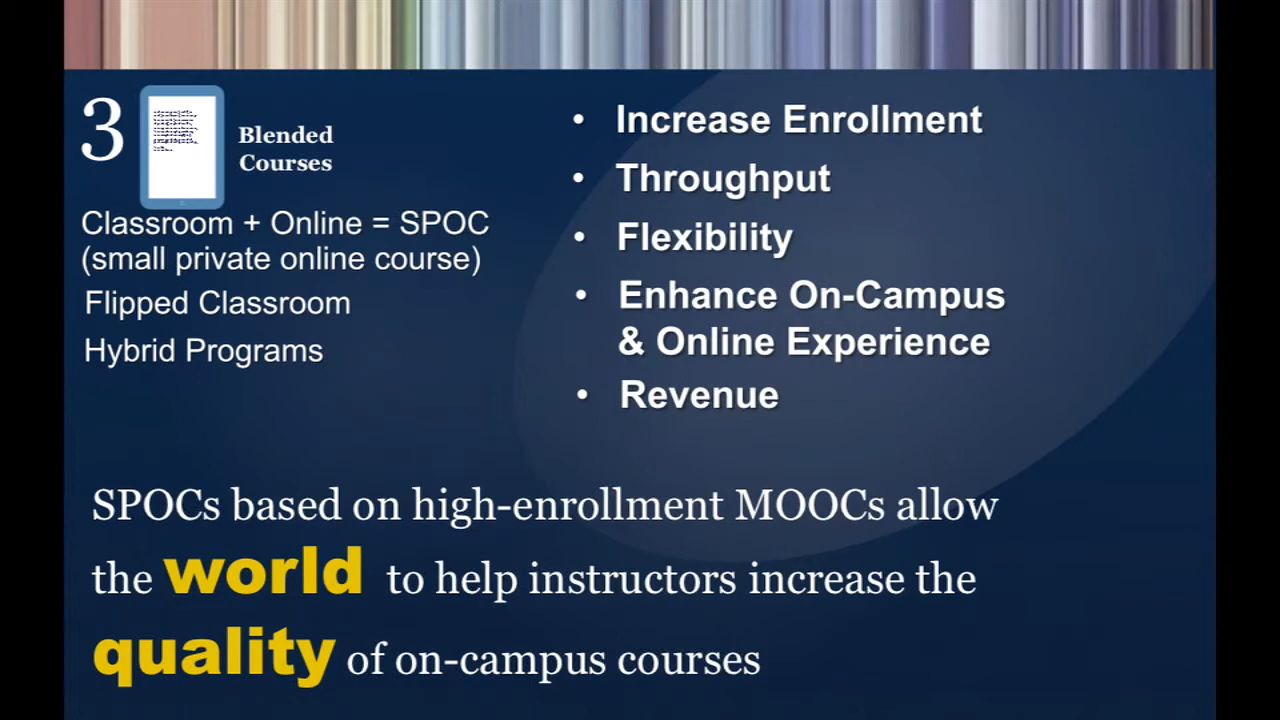 3
Blended
Courses
Classroom + Online = SPOC
(small private online course)
Flipped Classroom
Hybrid Programs
• Increase Enrollment
• Throughput
• Flexibility
• Enhance On-Campus
& Online Experience
• Revenue
SPOCs based on high-enrollment MOOCs allow
the world to help instructors increase the
quality of on-campus courses